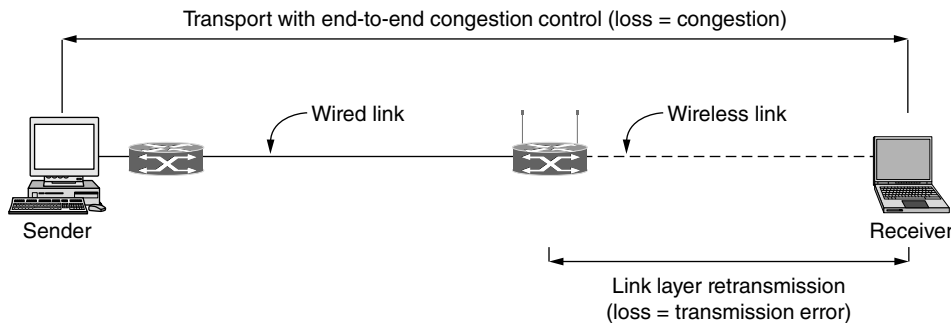 Transport with end-to-end congestion control (loss = congestion)
Wired link
Wireless link
Sender
Receiver
Link layer retransmission
(loss = transmission error)